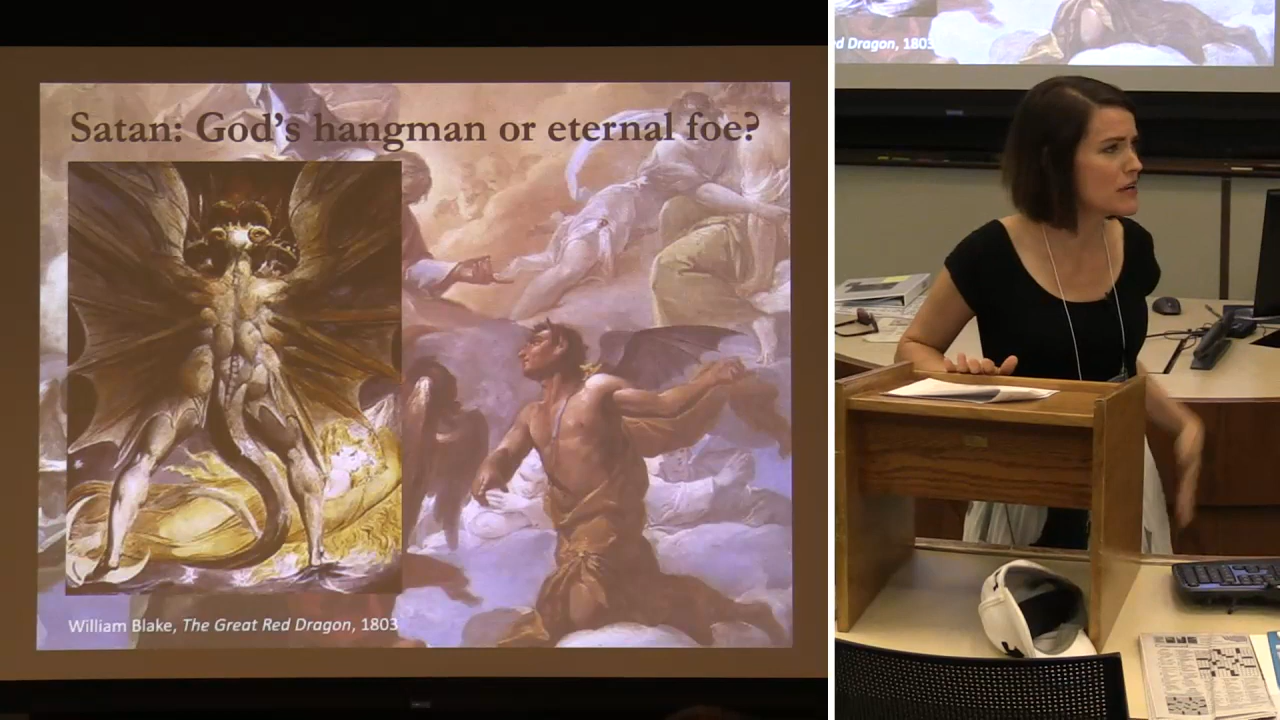 Satan: God's hangman or eternal foe?
William Blake, The Great Red Dragon, 1803
d Dragon, 1803